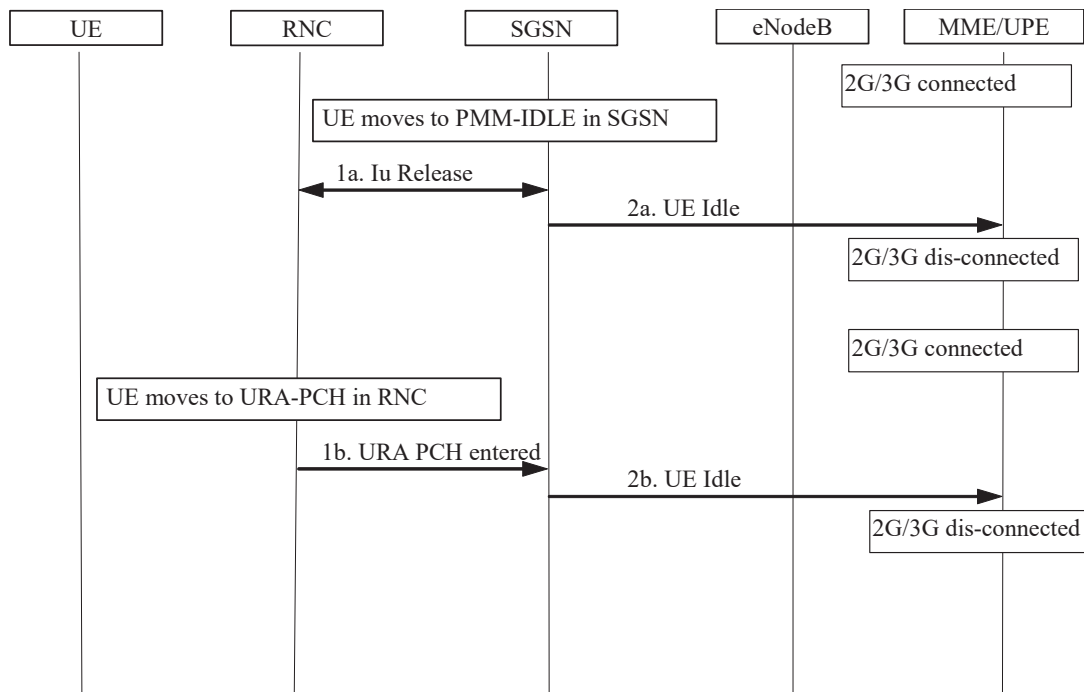 UE
RNC
SGSN
eNodeB
MME/UPE
2G/3G connected
UE moves to PMM-IDLE in SGSN
1a. Iu Release
2a. UE Idle
2G/3G dis-connected
2G/3G connected
UE moves to URA-PCH in RNC
1b. URA PCH entered
2b. UE Idle
2G/3G dis-connected